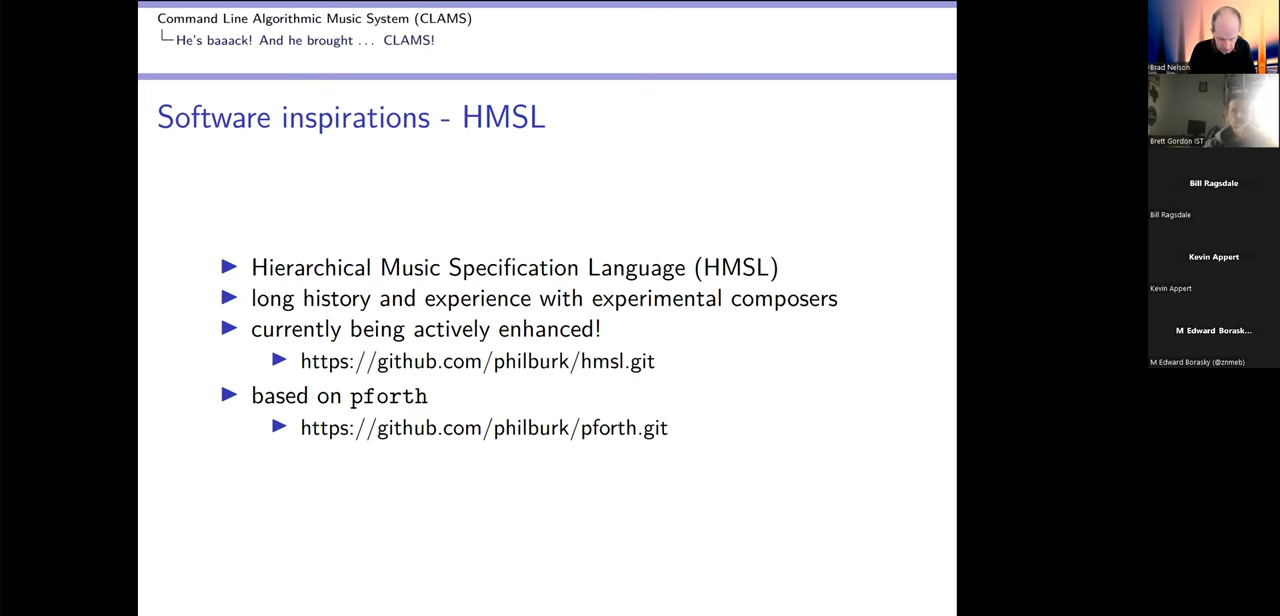 Command Line Algorithmic Music System (CLAMS)
He's baaack! And he brought ... CLAMS!
Software inspirations - HMSL
Hierarchical Music Specification Language (HMSL)
long history and experience with experimental composers
currently being actively enhanced!
https://github.com/philburk/hmsl.git
based on pforth
https://github.com/philburk/pforth.git
Brad Nelson
Brett Gordon IST
Bill Ragsdale
Bill Ragsdale
Kevin Appert
Kevin Appert
M Edward Borask...
M Edward Borasky (@znmeb)